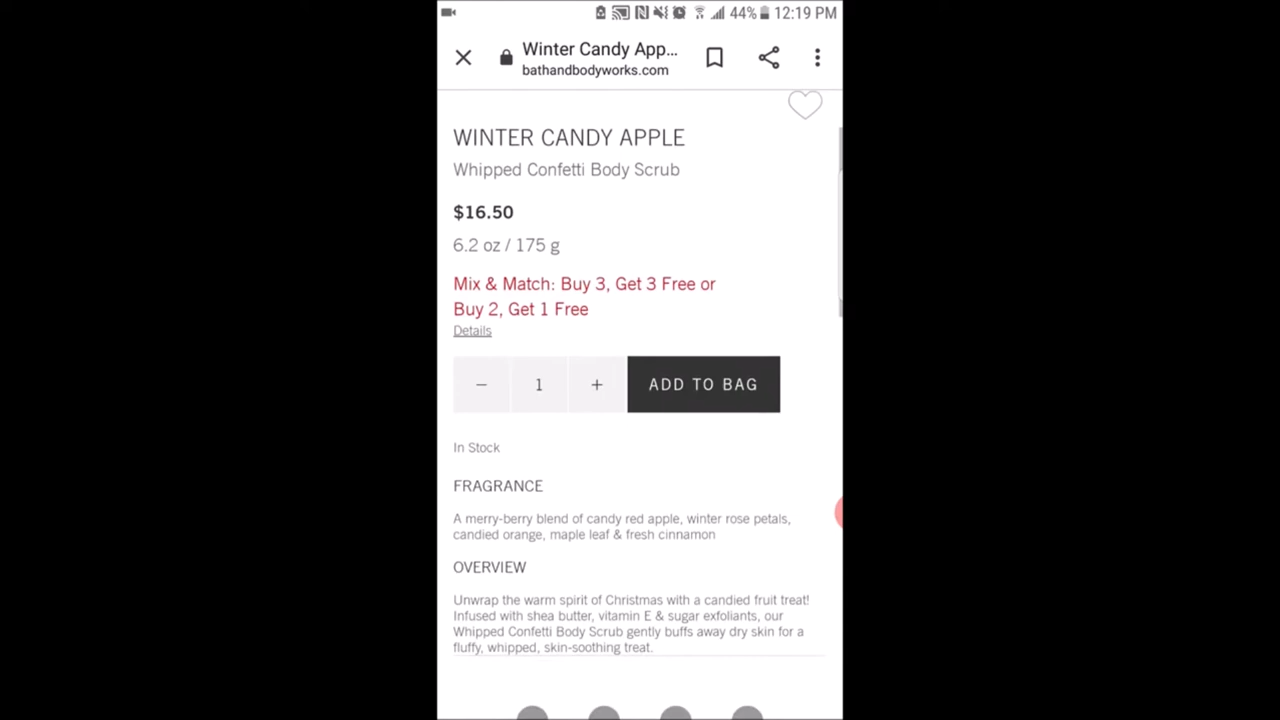 44% 12:19 PM
Winter Candy App...
bathandbodyworks.com
WINTER CANDY APPLE
Whipped Confetti Body Scrub
$16.50
6.2 oz / 175 g
Mix & Match: Buy 3, Get 3 Free or
Buy 2, Get 1 Free
Details
− 1 + ADD TO BAG
In Stock
FRAGRANCE
A merry-berry blend of candy red apple, winter rose petals,
candied orange, maple leaf & fresh cinnamon
OVERVIEW
Unwrap the warm spirit of Christmas with a candied fruit treat!
Infused with shea butter, vitamin E & sugar exfoliants, our
Whipped Confetti Body Scrub gently buffs away dry skin for a
fluffy, whipped, skin-soothing treat.